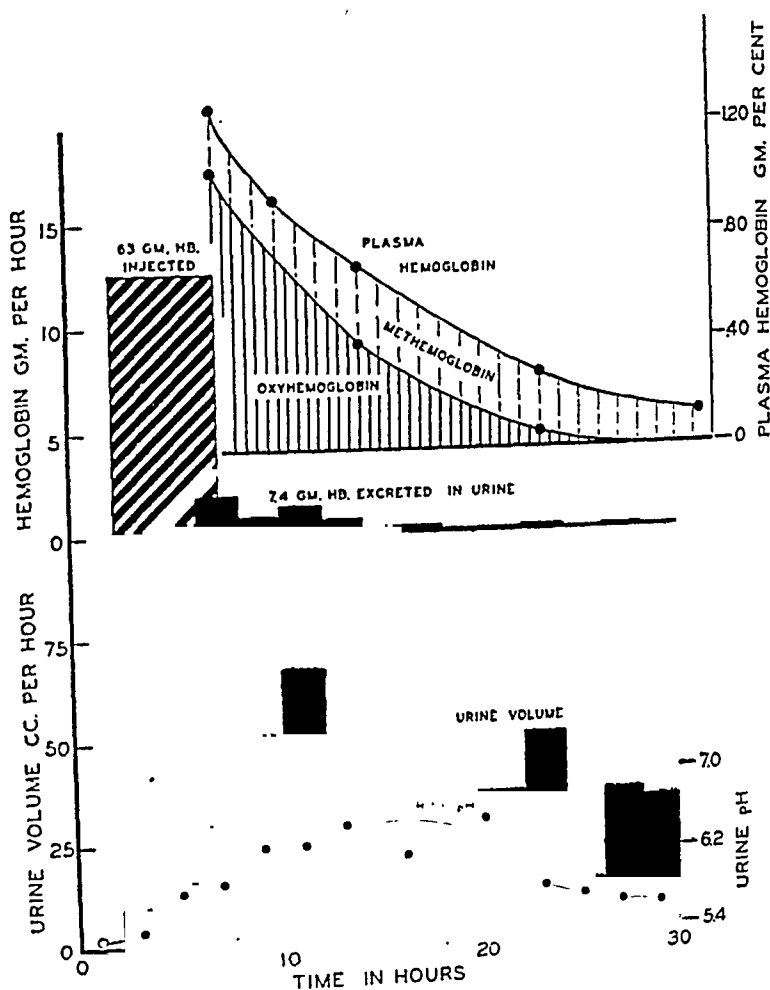 HEMOGLOBIN GM. PER HOUR
15
10
5
0
63 GM. HB.
INJECTED
PLASMA
HEMOGLOBIN
METHEMOGLOBIN
OXYHEMOGLOBIN
7.4 GM. HB. EXCRETED IN URINE
PLASMA HEMOGLOBIN GM. PER CENT
1.20
.80
.40
0
URINE VOLUME CC. PER HOUR
75
50
25
0
URINE VOLUME
7.0
6.2
5.4
URINE pH
0
10
20
30
TIME IN HOURS